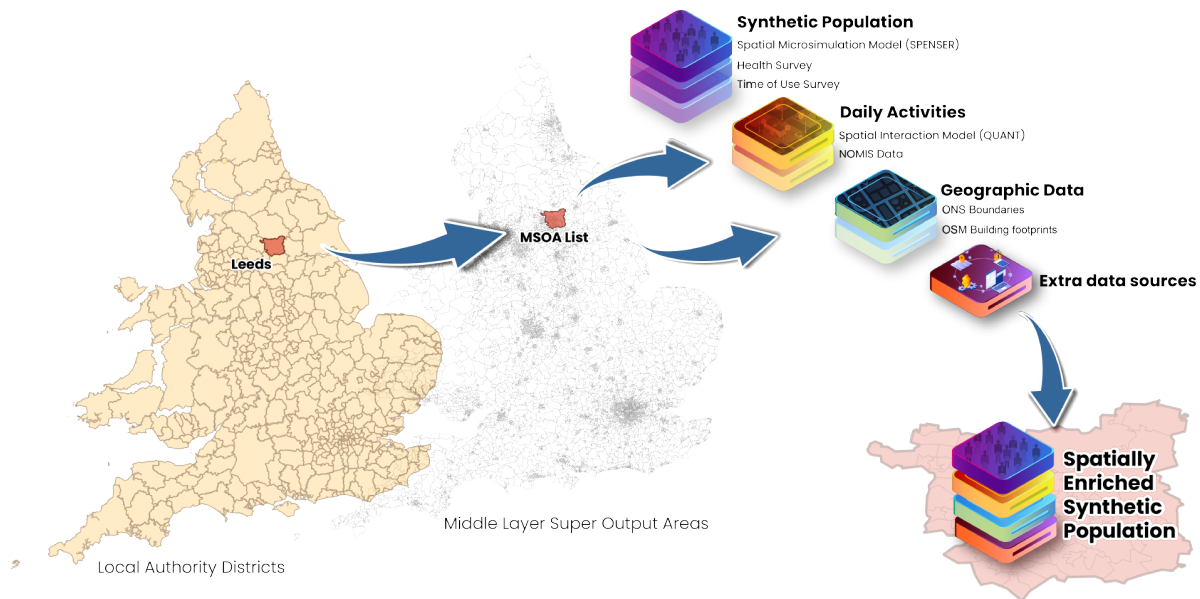 Synthetic Population
Spatial Microsimulation Model (SPENSER)
Health Survey
Time of Use Survey
Daily Activities
Spatial Interaction Model (QUANT)
NOMIS Data
Geographic Data
ONS Boundaries
OSM Building footprints
Extra data sources
MSOA List
Leeds
Spatially
Enriched
Synthetic
Population
Middle Layer Super Output Areas
Local Authority Districts